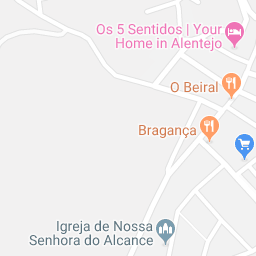 Os 5 Sentidos | Your
Home in Alentejo
O Beiral
Bragança
Igreja de Nossa
Senhora do Alcance